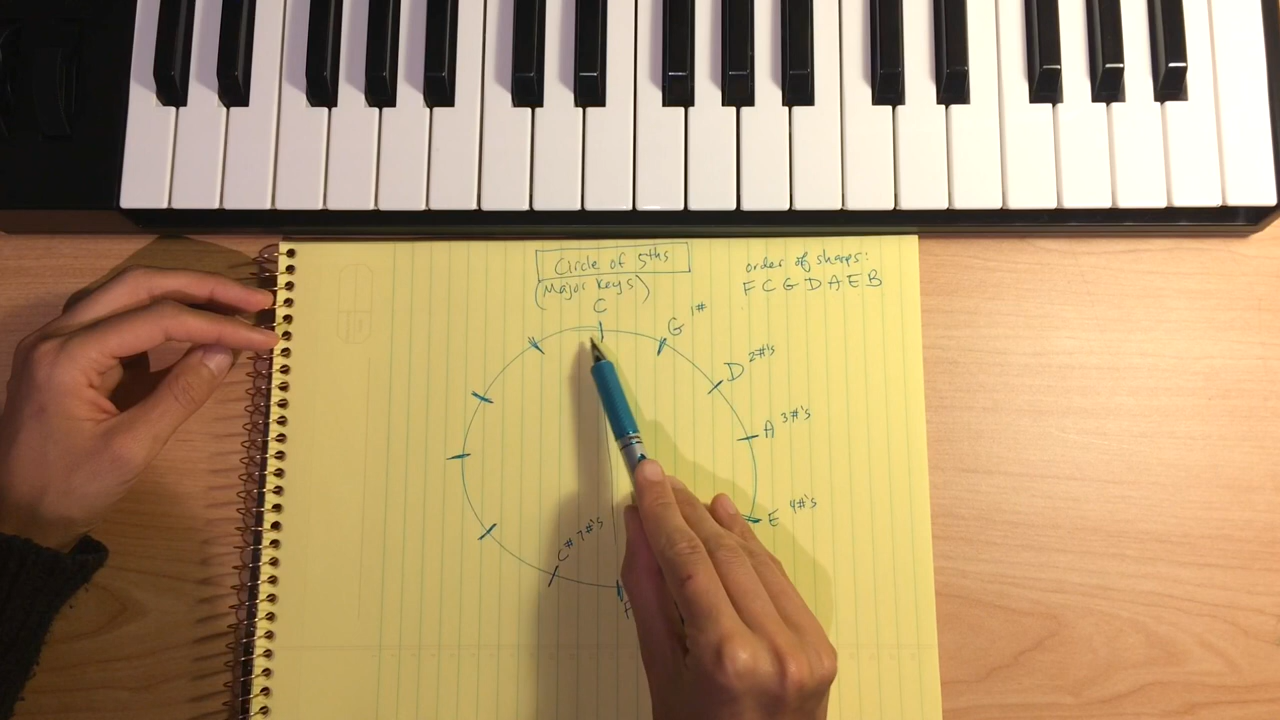 Circle of 5ths
(Major Keys)
order of sharps:
F C G D A E B
C
G 1#
D 2#'s
A 3#'s
E 4#'s
C# 7#'s
F